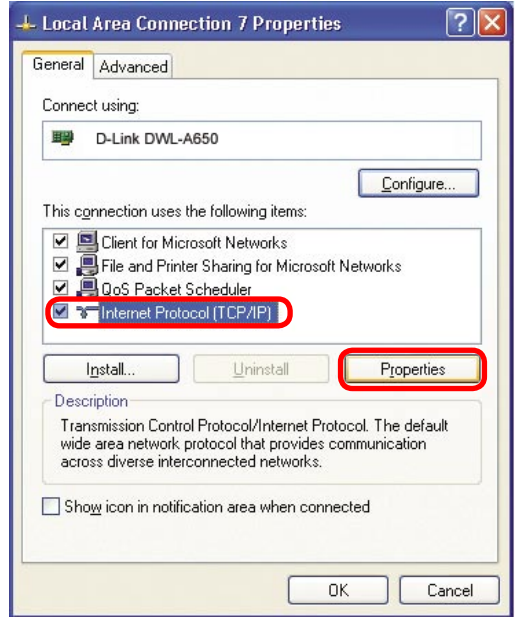 Local Area Connection 7 Properties
General
Advanced
Connect using:
D-Link DWL-A650
Configure...
This connection uses the following items:
Client for Microsoft Networks
File and Printer Sharing for Microsoft Networks
QoS Packet Scheduler
Internet Protocol (TCP/IP)
Install...
Uninstall
Properties
Description
Transmission Control Protocol/Internet Protocol. The default
wide area network protocol that provides communication
across diverse interconnected networks.
Show icon in notification area when connected
OK
Cancel